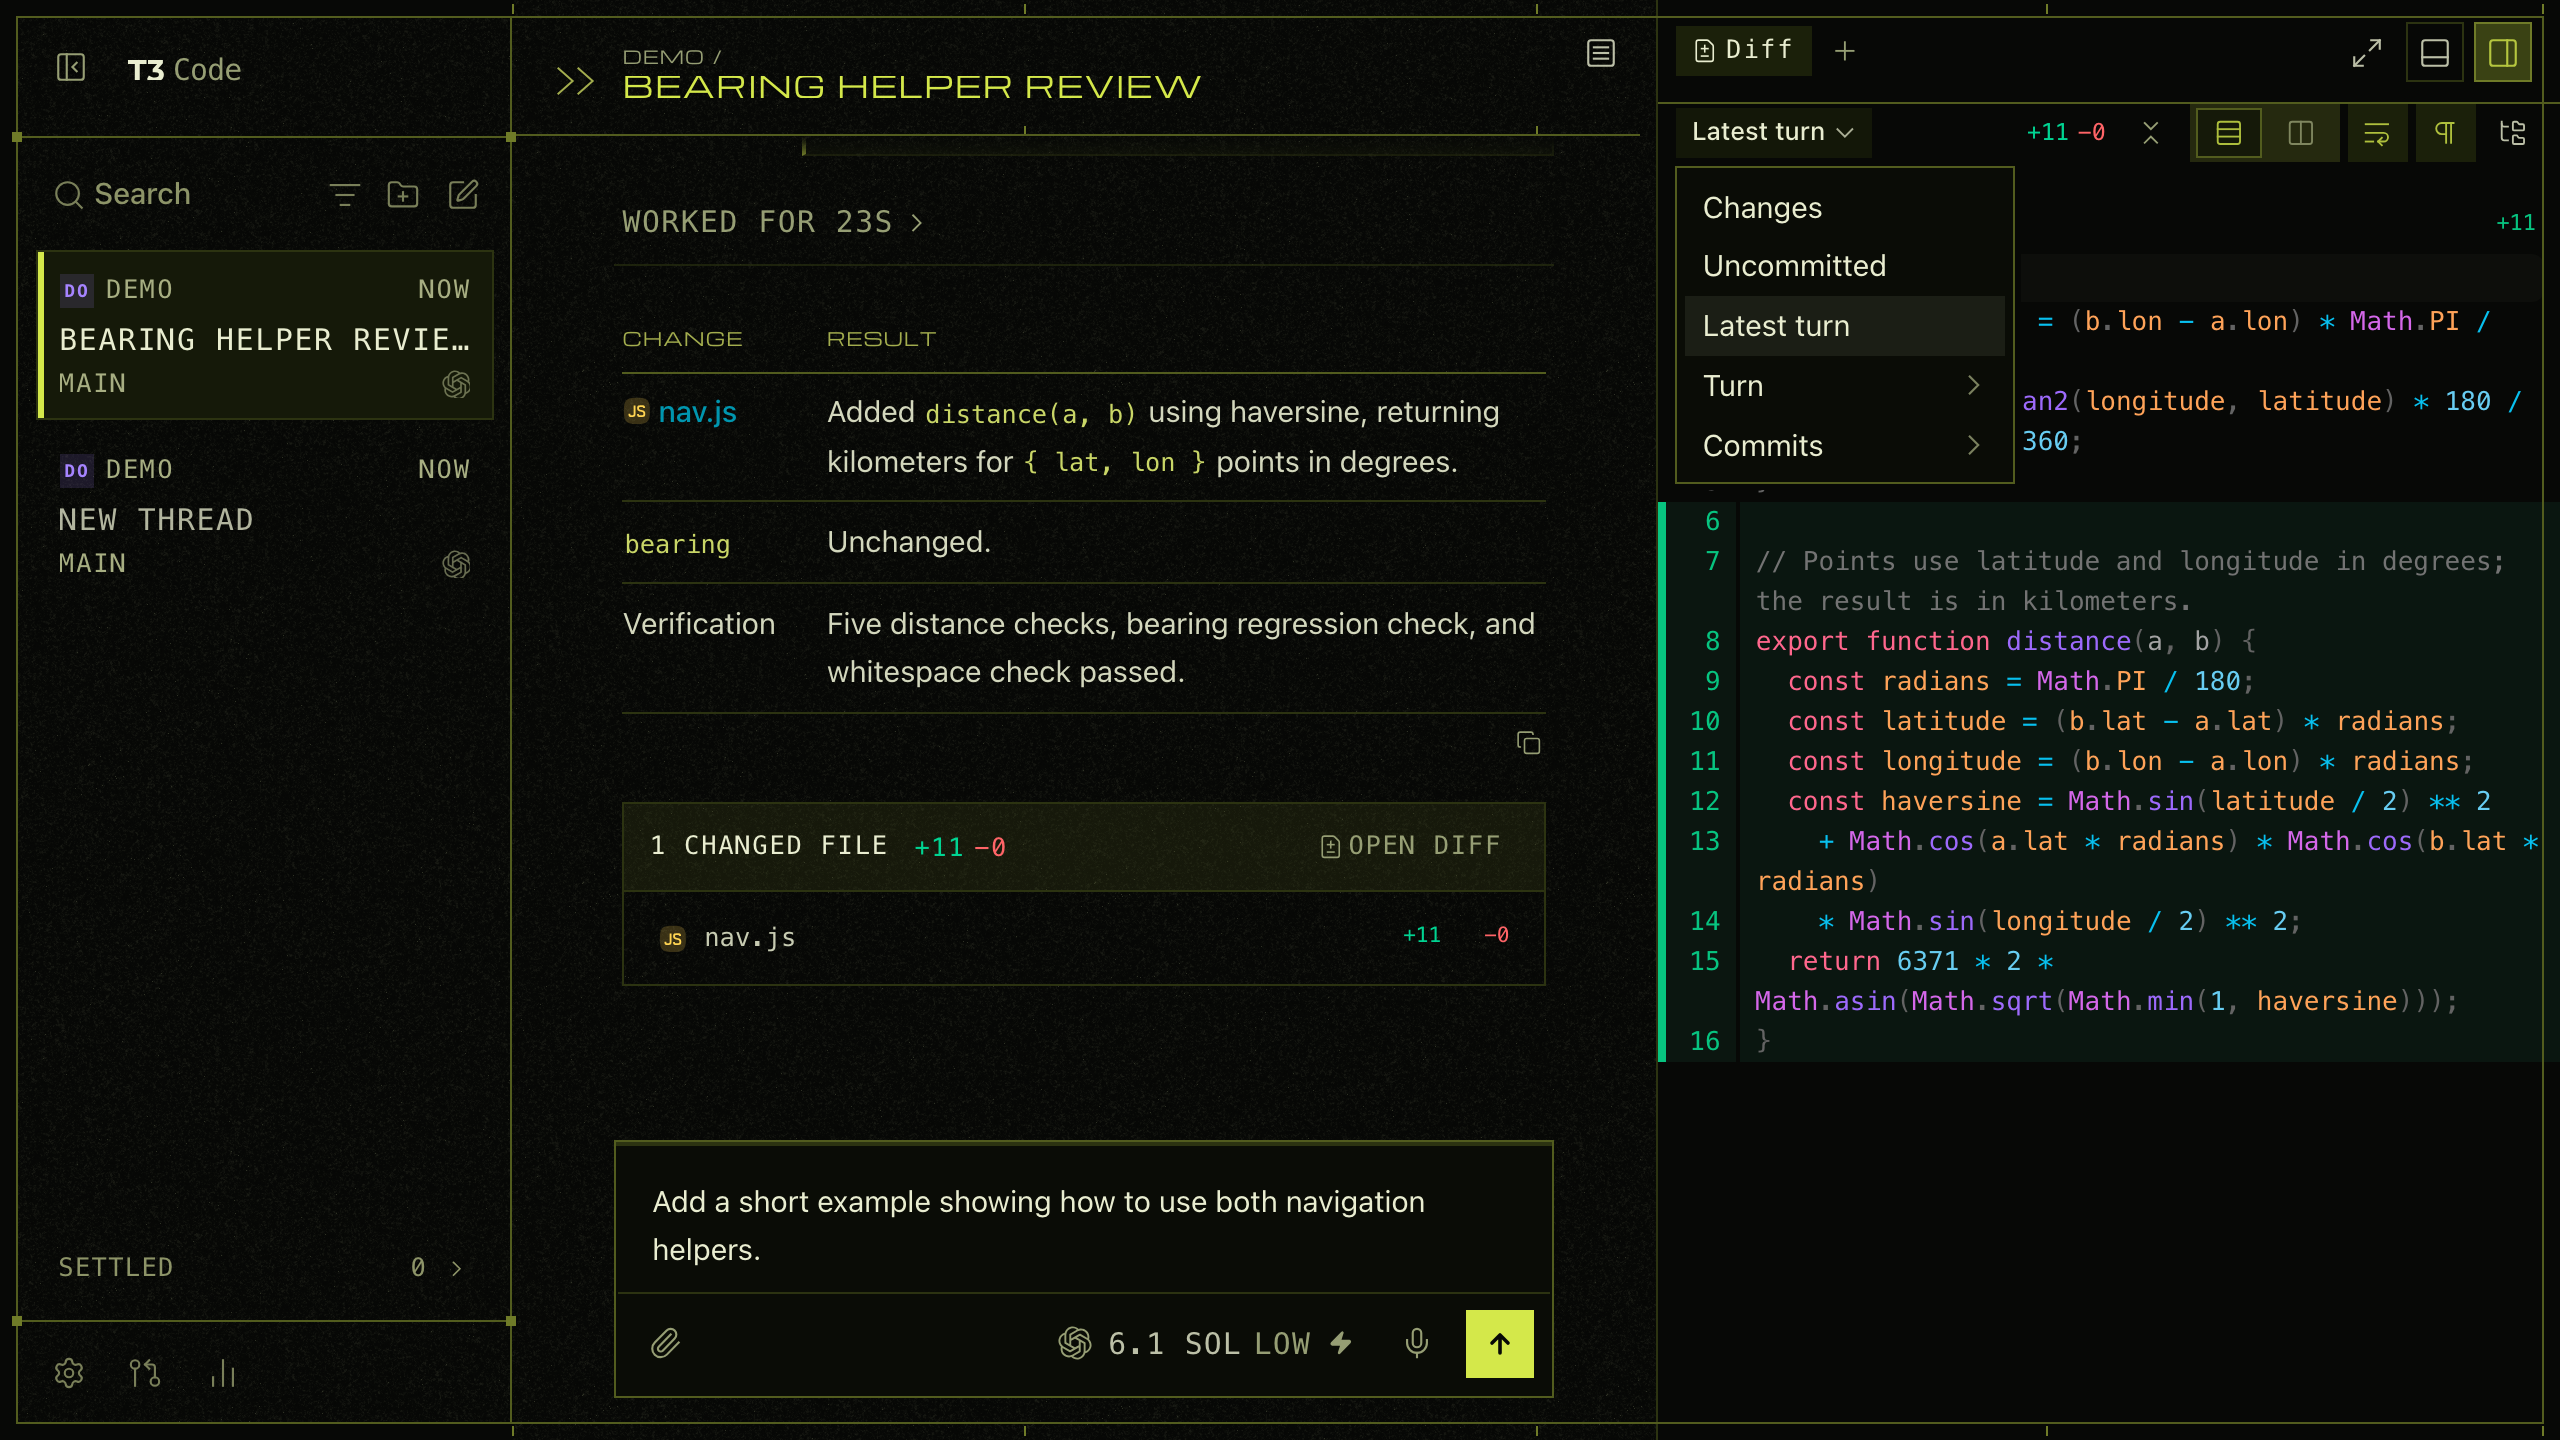 T3 Code
Search
DO DEMO NOW
BEARING HELPER REVIE…
MAIN
DO DEMO NOW
NEW THREAD
MAIN
SETTLED 0
DEMO /
BEARING HELPER REVIEW
WORKED FOR 23S
CHANGE RESULT
JS nav.js Added distance(a, b) using haversine, returning
kilometers for { lat, lon } points in degrees.
bearing Unchanged.
Verification Five distance checks, bearing regression check, and
whitespace check passed.
1 CHANGED FILE +11 −0 OPEN DIFF
JS nav.js +11 −0
Add a short example showing how to use both navigation
helpers.
6.1 SOL LOW
Diff
Latest turn +11 −0
Changes
Uncommitted
Latest turn
Turn
Commits
+11
= (b.lon − a.lon) * Math.PI /
an2(longitude, latitude) * 180 /
360;
6
7 // Points use latitude and longitude in degrees;
the result is in kilometers.
8 export function distance(a, b) {
9 const radians = Math.PI / 180;
10 const latitude = (b.lat − a.lat) * radians;
11 const longitude = (b.lon − a.lon) * radians;
12 const haversine = Math.sin(latitude / 2) ** 2
13 + Math.cos(a.lat * radians) * Math.cos(b.lat *
radians)
14 * Math.sin(longitude / 2) ** 2;
15 return 6371 * 2 *
Math.asin(Math.sqrt(Math.min(1, haversine)));
16 }